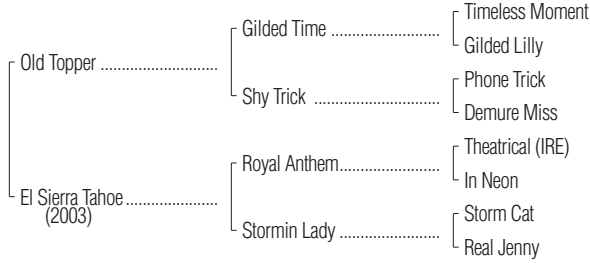 Timeless Moment
Gilded Time ..............................
Gilded Lilly
Old Topper ................................
Phone Trick
Shy Trick ..................................
Demure Miss
Theatrical (IRE)
Royal Anthem...........................
In Neon
El Sierra Tahoe.........................
(2003)
Storm Cat
Stormin Lady ...........................
Real Jenny